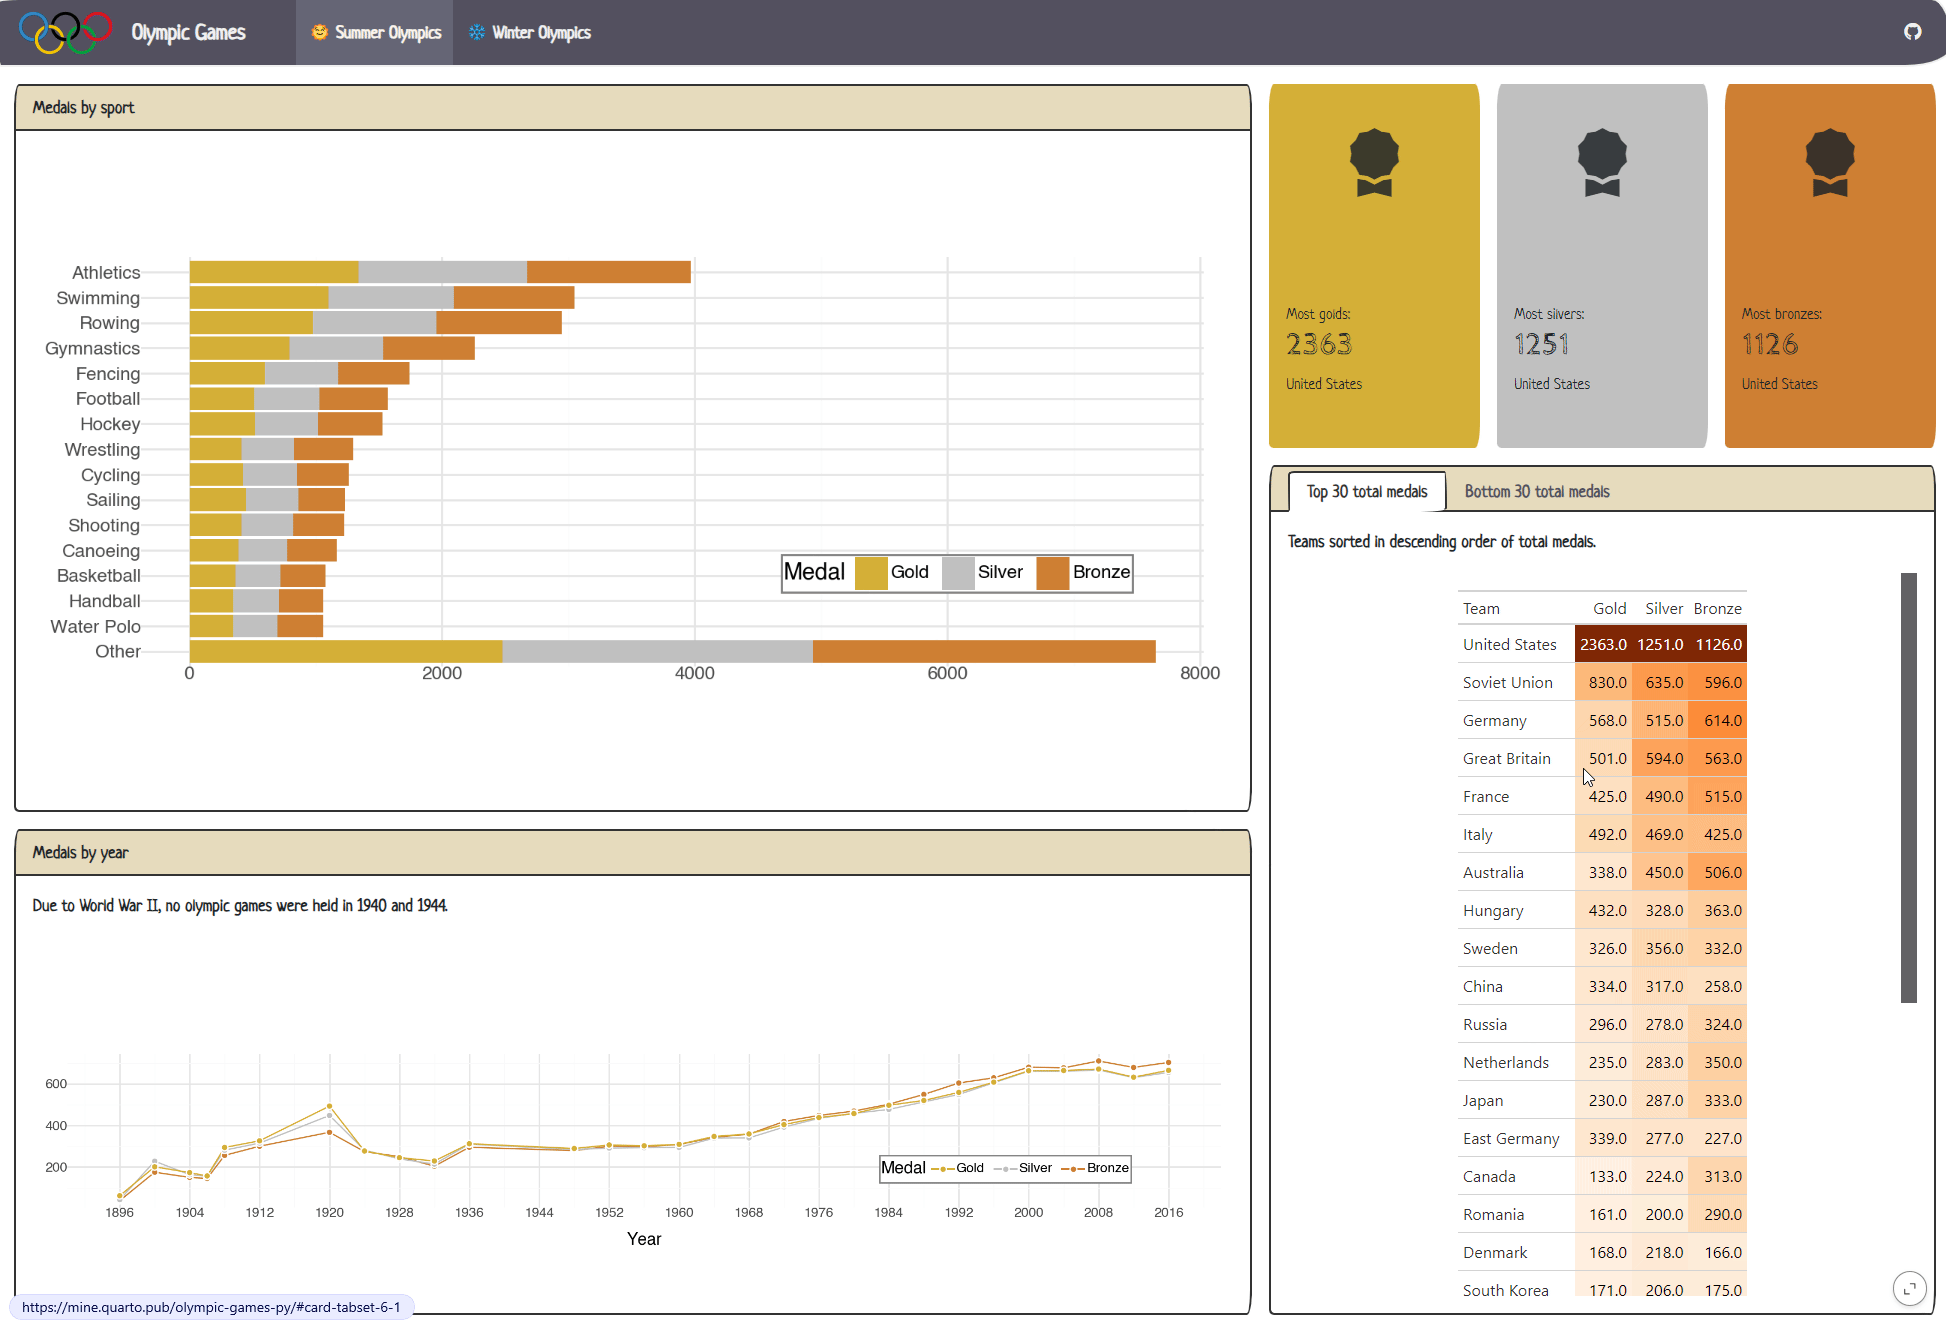 Olympic Games
Summer Olympics
Winter Olympics
Medals by sport
Athletics
Swimming
Rowing
Gymnastics
Fencing
Football
Hockey
Wrestling
Cycling
Sailing
Shooting
Canoeing
Basketball
Handball
Water Polo
Other
0 2000 4000 6000 8000
Medal Gold Silver Bronze
Medals by year
Due to World War II, no olympic games were held in 1940 and 1944.
600
400
200
1896 1904 1912 1920 1928 1936 1944 1952 1960 1968 1976 1984 1992 2000 2008 2016
Year
Medal Gold Silver Bronze
https://mine.quarto.pub/olympic-games-py/#card-tabset-6-1
Most golds:
2363
United States
Most silvers:
1251
United States
Most bronzes:
1126
United States
Top 30 total medals
Bottom 30 total medals
Teams sorted in descending order of total medals.
Team Gold Silver Bronze
United States 2363.0 1251.0 1126.0
Soviet Union 830.0 635.0 596.0
Germany 568.0 515.0 614.0
Great Britain 501.0 594.0 563.0
France 425.0 490.0 515.0
Italy 492.0 469.0 425.0
Australia 338.0 450.0 506.0
Hungary 432.0 328.0 363.0
Sweden 326.0 356.0 332.0
China 334.0 317.0 258.0
Russia 296.0 278.0 324.0
Netherlands 235.0 283.0 350.0
Japan 230.0 287.0 333.0
East Germany 339.0 277.0 227.0
Canada 133.0 224.0 313.0
Romania 161.0 200.0 290.0
Denmark 168.0 218.0 166.0
South Korea 171.0 206.0 175.0